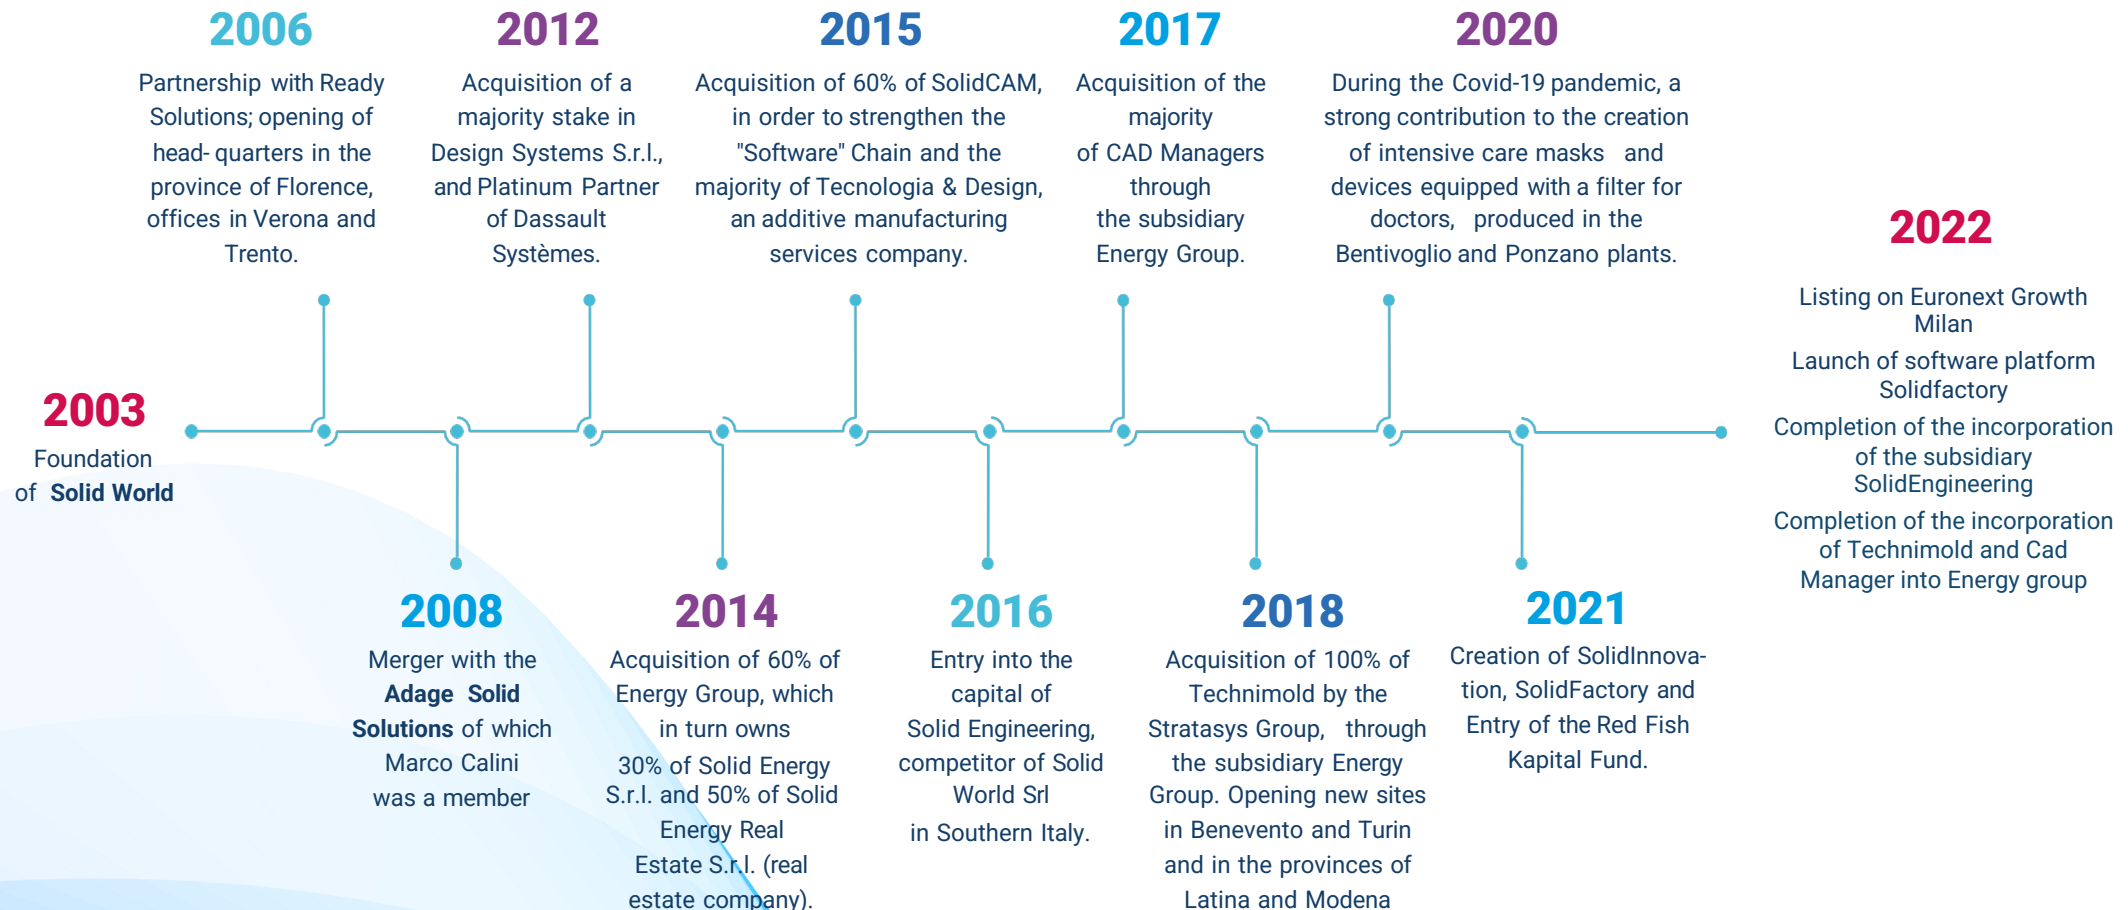 2003
Foundation
of Solid World
2006
Partnership with Ready
Solutions; opening of
head- quarters in the
province of Florence,
offices in Verona and
Trento.
2008
Merger with the
Adage Solid
Solutions of which
Marco Calini
was a member
2012
Acquisition of a
majority stake in
Design Systems S.r.l.,
and Platinum Partner
of Dassault
Systèmes.
2014
Acquisition of 60% of
Energy Group, which
in turn owns
30% of Solid Energy
S.r.l. and 50% of Solid
Energy Real
Estate S.r.l. (real
estate company).
2015
Acquisition of 60% of SolidCAM,
in order to strengthen the
"Software" Chain and the
majority of Tecnologia & Design,
an additive manufacturing
services company.
2016
Entry into the
capital of
Solid Engineering,
competitor of Solid
World Srl
in Southern Italy.
2017
Acquisition of the
majority
of CAD Managers
through
the subsidiary
Energy Group.
2018
Acquisition of 100% of
Technimold by the
Stratasys Group, through
the subsidiary Energy
Group. Opening new sites
in Benevento and Turin
and in the provinces of
Latina and Modena
2020
During the Covid-19 pandemic, a
strong contribution to the creation
of intensive care masks and
devices equipped with a filter for
doctors, produced in the
Bentivoglio and Ponzano plants.
2021
Creation of SolidInnova-
tion, SolidFactory and
Entry of the Red Fish
Kapital Fund.
2022
Listing on Euronext Growth
Milan
Launch of software platform
Solidfactory
Completion of the incorporation
of the subsidiary
SolidEngineering
Completion of the incorporation
of Technimold and Cad
Manager into Energy group